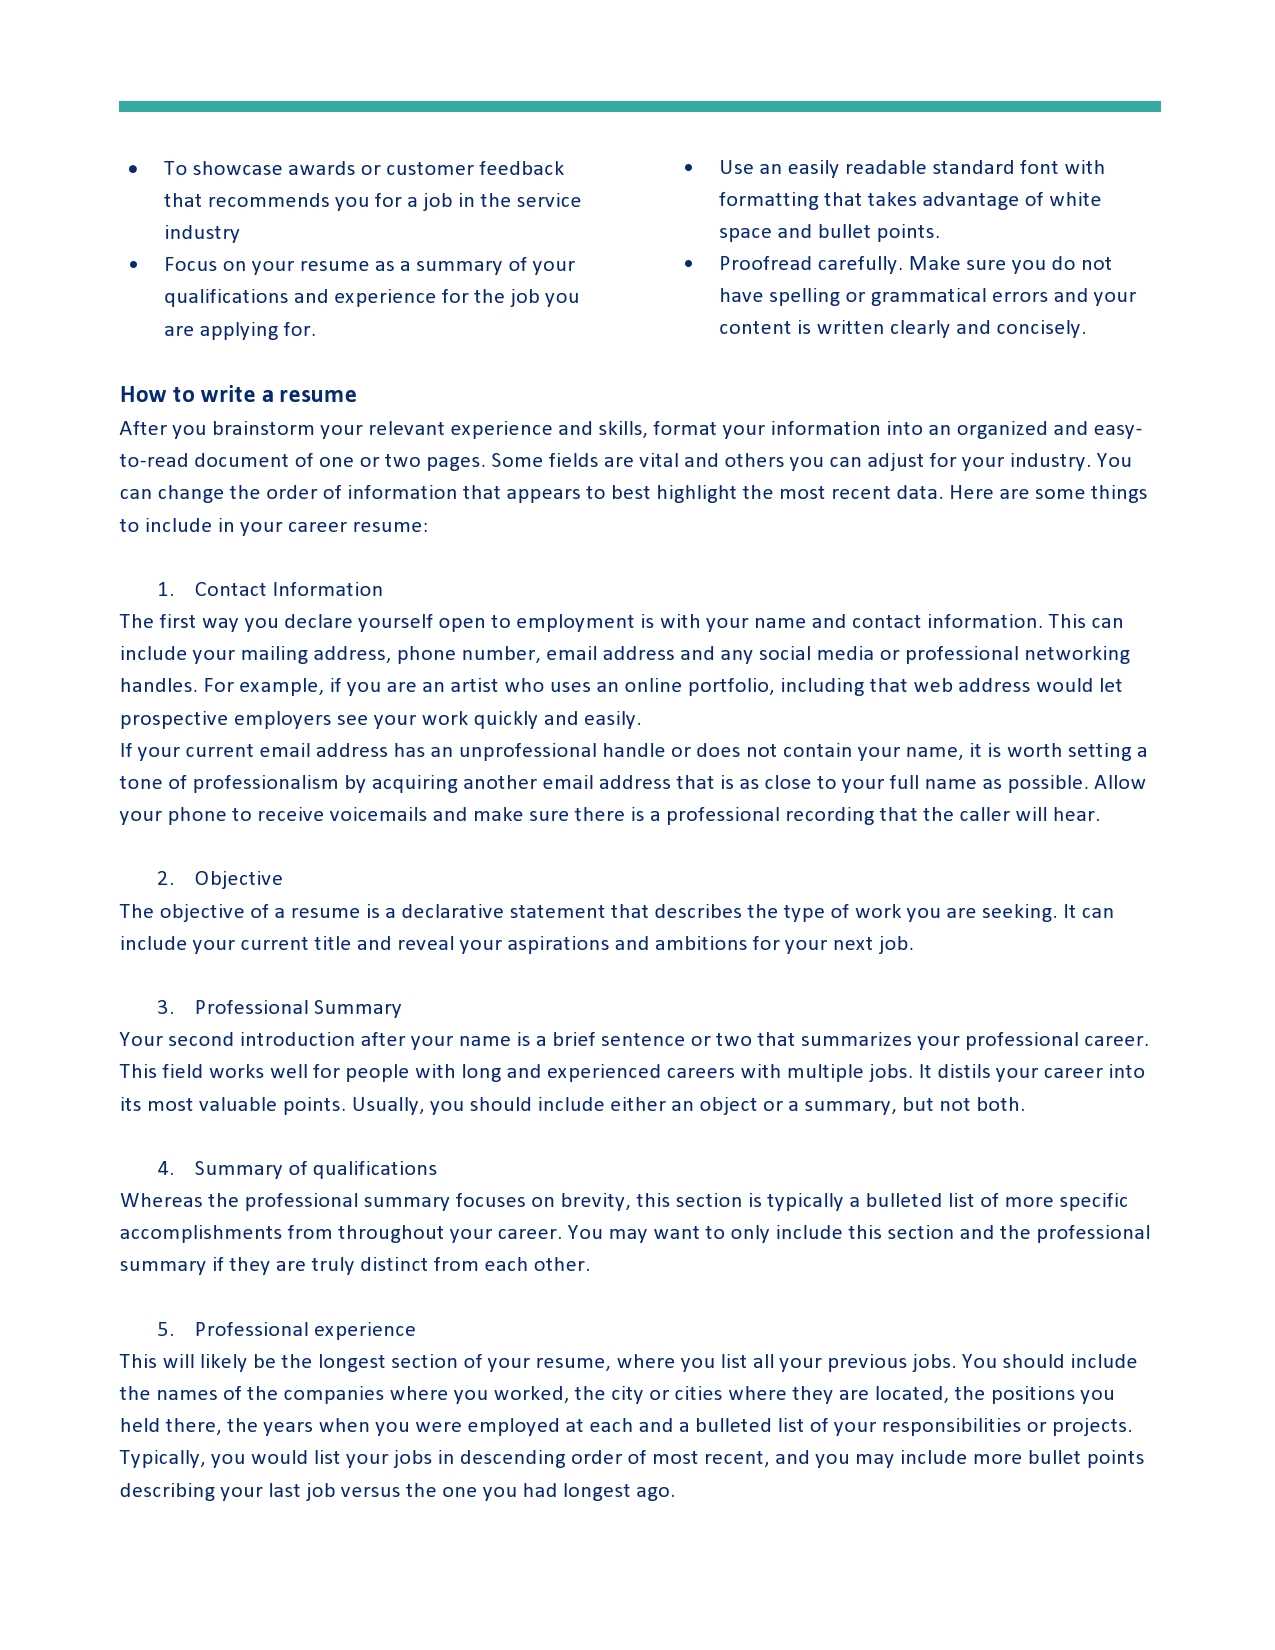 • To showcase awards or customer feedback
that recommends you for a job in the service
industry
• Focus on your resume as a summary of your
qualifications and experience for the job you
are applying for.
• Use an easily readable standard font with
formatting that takes advantage of white
space and bullet points.
• Proofread carefully. Make sure you do not
have spelling or grammatical errors and your
content is written clearly and concisely.
How to write a resume
After you brainstorm your relevant experience and skills, format your information into an organized and easy-
to-read document of one or two pages. Some fields are vital and others you can adjust for your industry. You
can change the order of information that appears to best highlight the most recent data. Here are some things
to include in your career resume:
1. Contact Information
The first way you declare yourself open to employment is with your name and contact information. This can
include your mailing address, phone number, email address and any social media or professional networking
handles. For example, if you are an artist who uses an online portfolio, including that web address would let
prospective employers see your work quickly and easily.
If your current email address has an unprofessional handle or does not contain your name, it is worth setting a
tone of professionalism by acquiring another email address that is as close to your full name as possible. Allow
your phone to receive voicemails and make sure there is a professional recording that the caller will hear.
2. Objective
The objective of a resume is a declarative statement that describes the type of work you are seeking. It can
include your current title and reveal your aspirations and ambitions for your next job.
3. Professional Summary
Your second introduction after your name is a brief sentence or two that summarizes your professional career.
This field works well for people with long and experienced careers with multiple jobs. It distils your career into
its most valuable points. Usually, you should include either an object or a summary, but not both.
4. Summary of qualifications
Whereas the professional summary focuses on brevity, this section is typically a bulleted list of more specific
accomplishments from throughout your career. You may want to only include this section and the professional
summary if they are truly distinct from each other.
5. Professional experience
This will likely be the longest section of your resume, where you list all your previous jobs. You should include
the names of the companies where you worked, the city or cities where they are located, the positions you
held there, the years when you were employed at each and a bulleted list of your responsibilities or projects.
Typically, you would list your jobs in descending order of most recent, and you may include more bullet points
describing your last job versus the one you had longest ago.